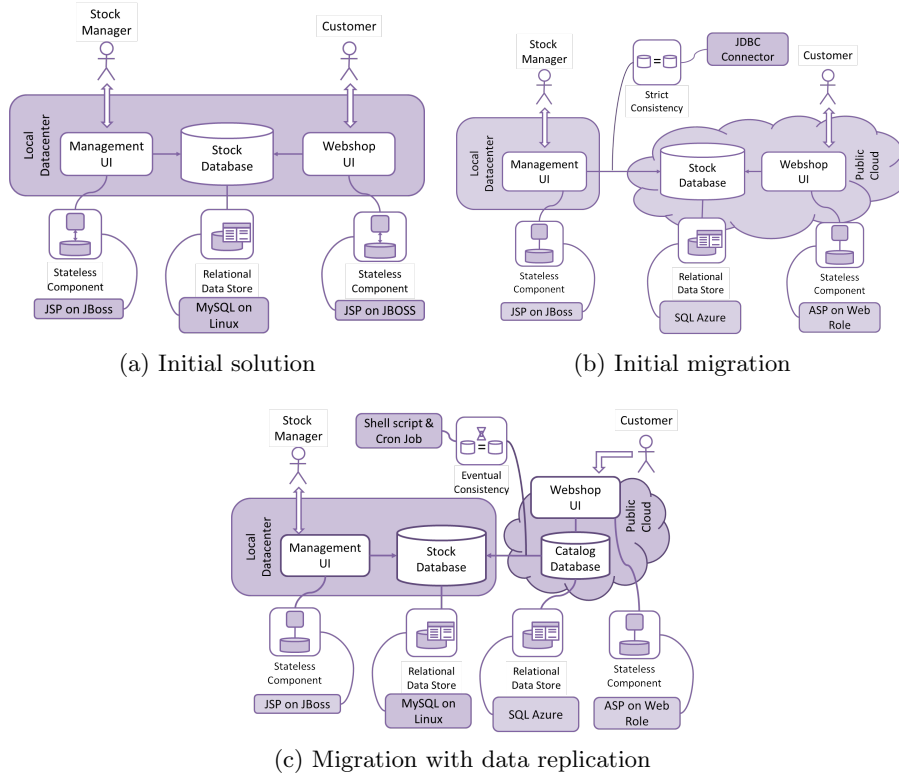 Stock
Manager
Customer
Local
Datacenter
Management
UI
Stock
Database
Webshop
UI
Stateless
Component
JSP on JBoss
Relational
Data Store
MySQL on
Linux
Stateless
Component
JSP on JBOSS
(a) Initial solution
Stock
Manager
=
Strict
Consistency
JDBC
Connector
Customer
Local
Datacenter
Management
UI
Stock
Database
Webshop
UI
Public
Cloud
Stateless
Component
JSP on JBoss
Relational
Data Store
SQL Azure
Stateless
Component
ASP on Web
Role
(b) Initial migration
Stock
Manager
Shell script &
Cron Job
=
Eventual
Consistency
Customer
Local
Datacenter
Management
UI
Stock
Database
Webshop
UI
Catalog
Database
Public
Cloud
Stateless
Component
JSP on JBoss
Relational
Data Store
MySQL on
Linux
Relational
Data Store
SQL Azure
Stateless
Component
ASP on Web
Role
(c) Migration with data replication